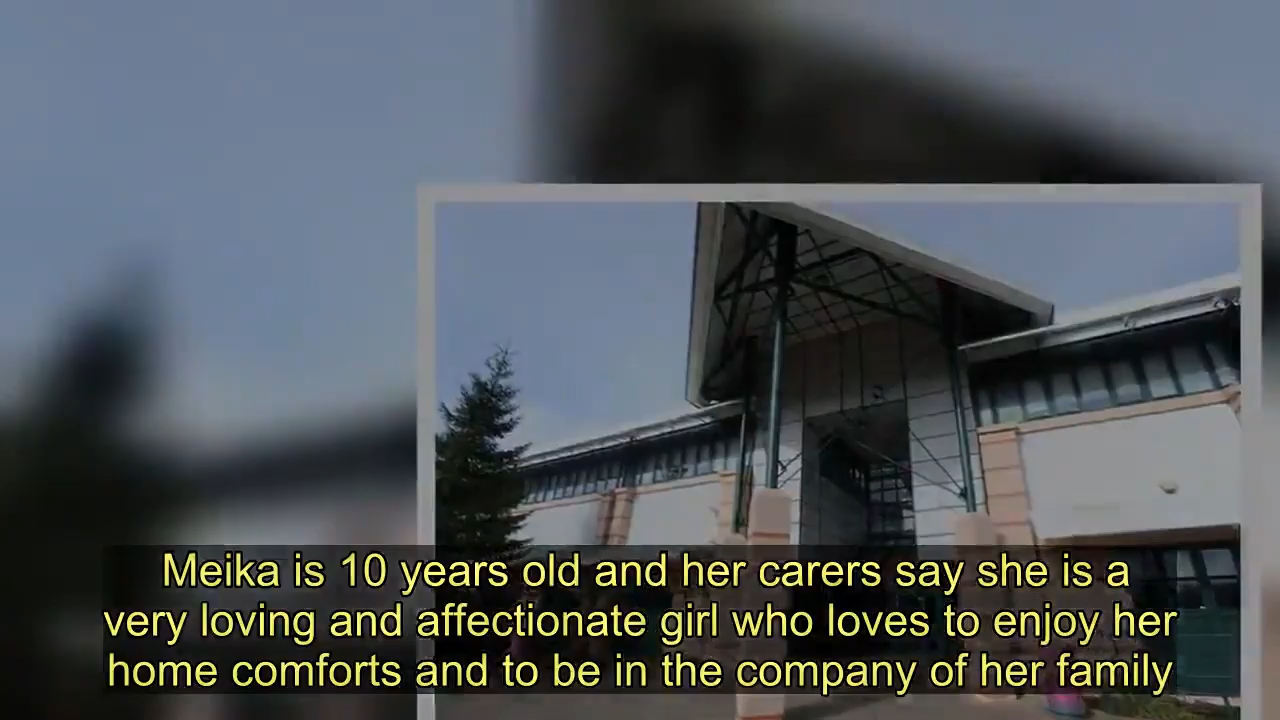 Meika is 10 years old and her carers say she is a
very loving and affectionate girl who loves to enjoy her
home comforts and to be in the company of her family